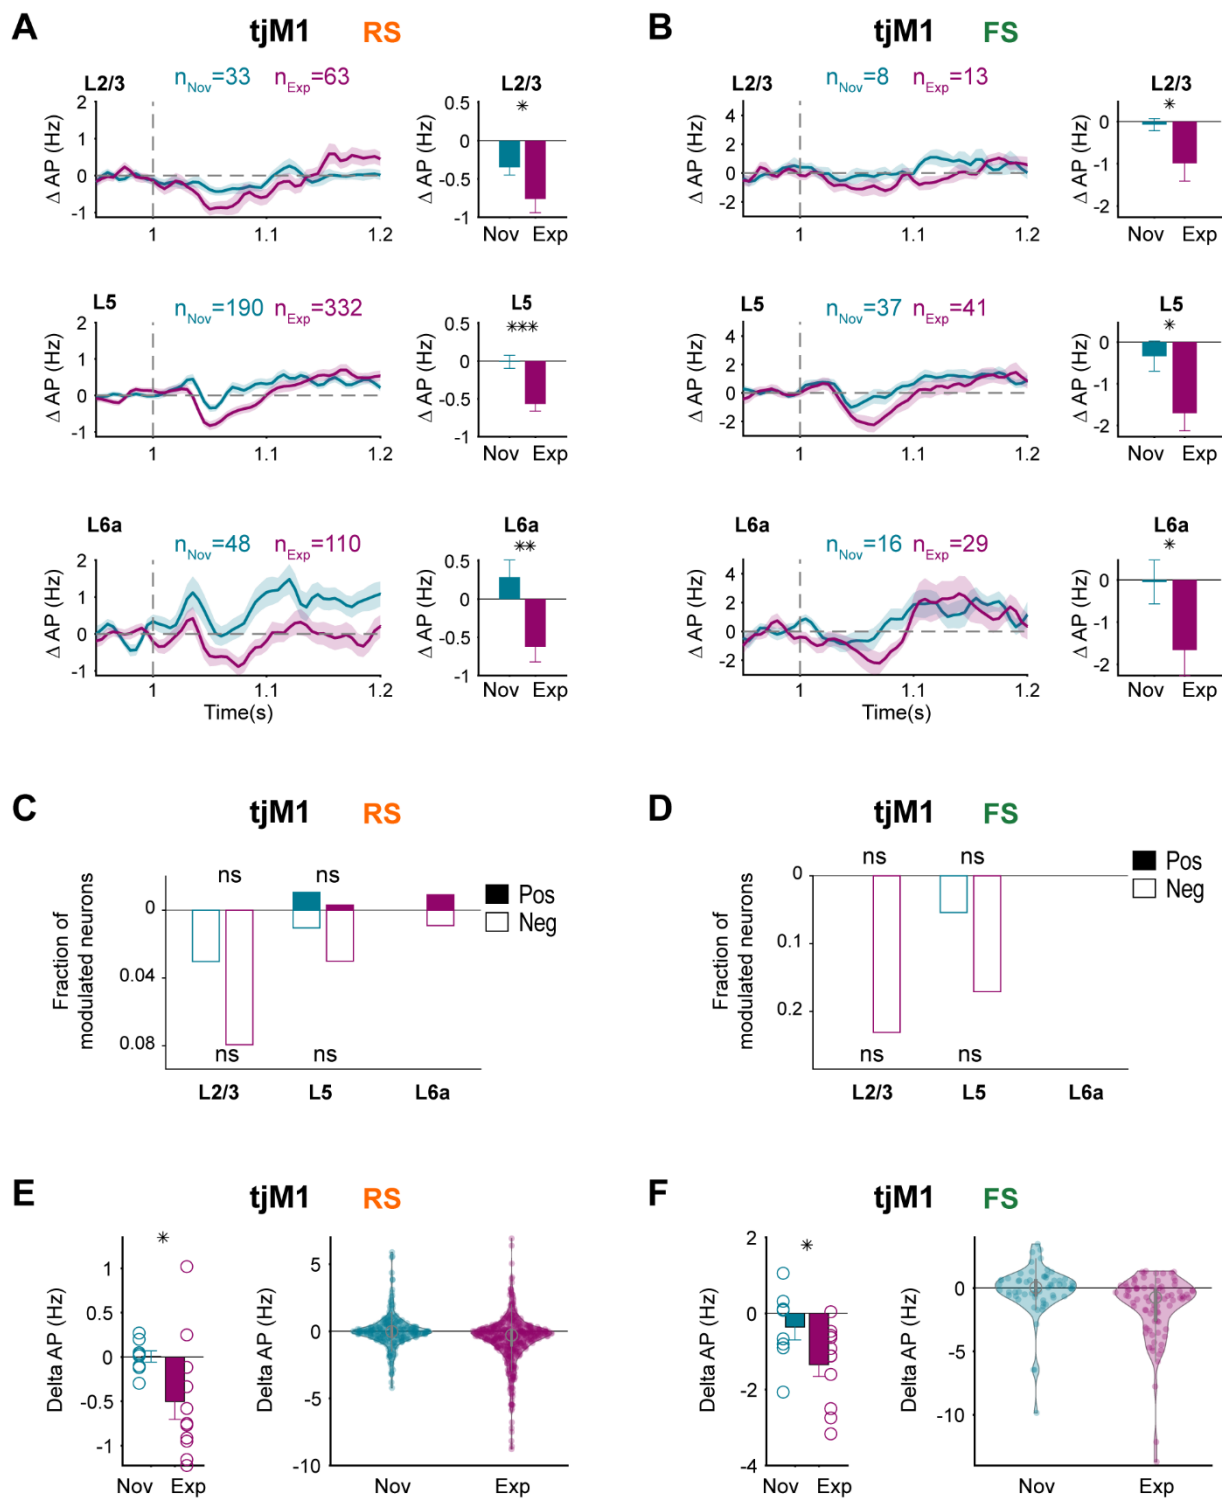 A tjM1 RS
L2/3 n_Nov=33 n_Exp=63
Δ AP (Hz)
2
1
0
-1
1 1.1 1.2
L2/3
*
Δ AP (Hz)
0.5
0
-0.5
-1
Nov Exp
L5 n_Nov=190 n_Exp=332
Δ AP (Hz)
2
1
0
-1
1 1.1 1.2
L5
***
Δ AP (Hz)
0.5
0
-0.5
-1
Nov Exp
L6a n_Nov=48 n_Exp=110
Δ AP (Hz)
2
1
0
-1
1 1.1 1.2
Time(s)
L6a
**
Δ AP (Hz)
0.5
0
-0.5
-1
Nov Exp
B tjM1 FS
L2/3 n_Nov=8 n_Exp=13
Δ AP (Hz)
4
2
0
-2
1 1.1 1.2
L2/3
*
Δ AP (Hz)
0
-1
-2
Nov Exp
L5 n_Nov=37 n_Exp=41
Δ AP (Hz)
4
2
0
-2
1 1.1 1.2
L5
*
Δ AP (Hz)
0
-1
-2
Nov Exp
L6a n_Nov=16 n_Exp=29
Δ AP (Hz)
4
2
0
-2
1 1.1 1.2
Time(s)
L6a
*
Δ AP (Hz)
0
-1
-2
Nov Exp
C tjM1 RS
Fraction of
modulated neurons
ns ns
Pos
Neg
0
0.04
0.08
ns ns
L2/3 L5 L6a
D tjM1 FS
Fraction of
modulated neurons
ns ns
Pos
Neg
0
0.1
0.2
ns ns
L2/3 L5 L6a
E tjM1 RS
Delta AP (Hz)
*
1
0.5
0
-0.5
-1
Nov Exp
Delta AP (Hz)
5
0
-5
-10
Nov Exp
F tjM1 FS
Delta AP (Hz)
*
2
0
-2
-4
Nov Exp
Delta AP (Hz)
0
-5
-10
Nov Exp